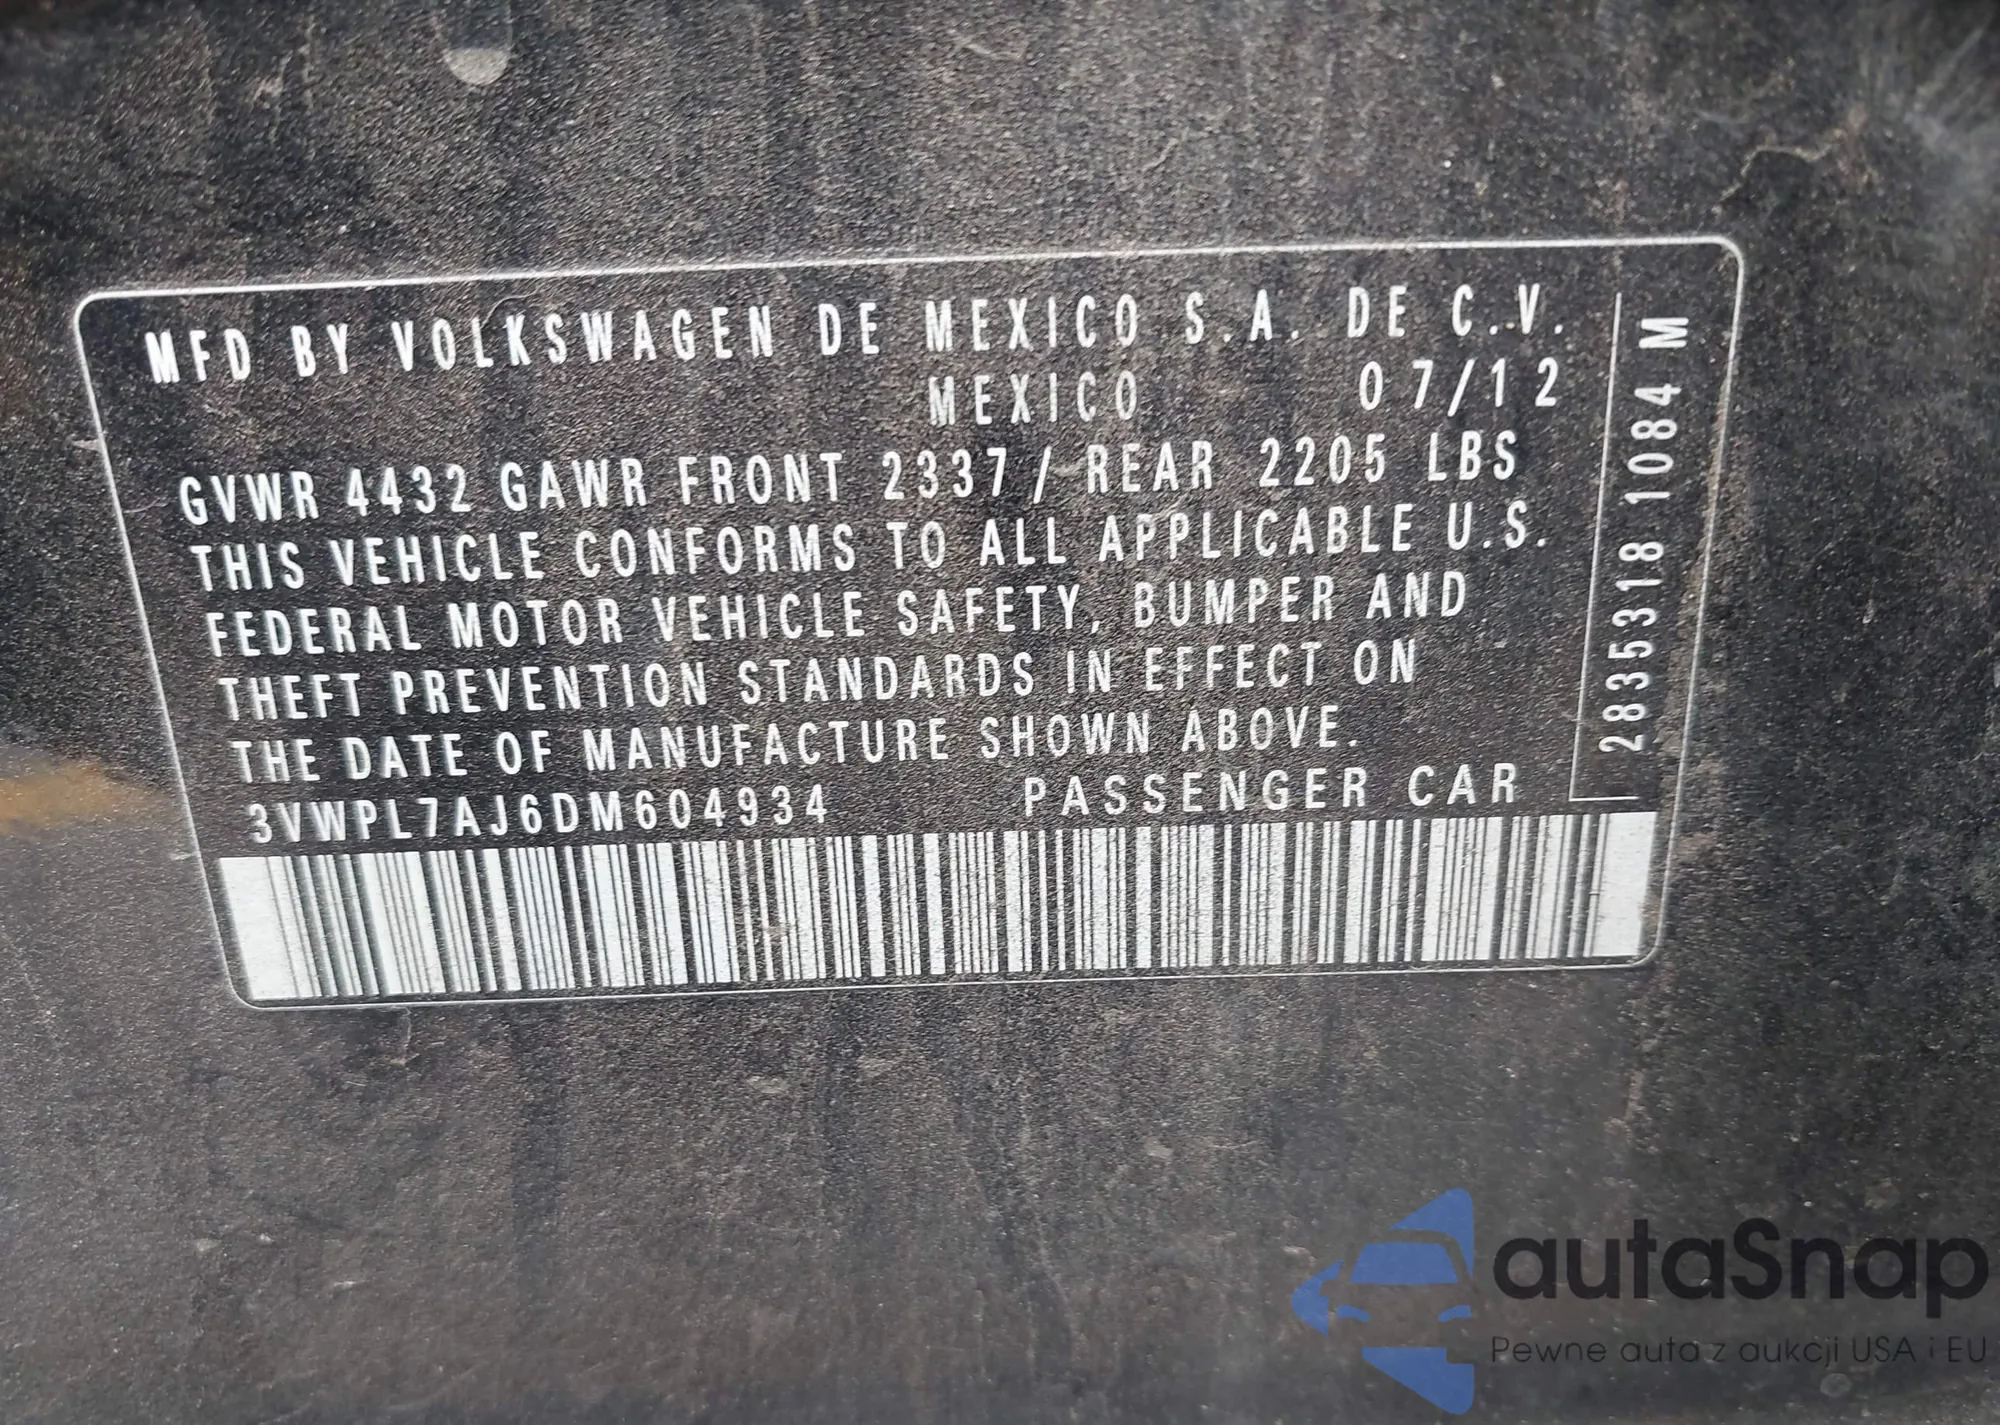 MFD BY VOLKSWAGEN DE MEXICO S.A. DE C.V.
MEXICO 07/12
GVWR 4432 GAWR FRONT 2337/ REAR 2205 LBS
THIS VEHICLE CONFORMS TO ALL APPLICABLE U.S.
FEDERAL MOTOR VEHICLE SAFETY, BUMPER AND
THEFT PREVENTION STANDARDS IN EFFECT ON
THE DATE OF MANUFACTURE SHOWN ABOVE.
3VWPL7AJ6DM604934 PASSENGER CAR
2835318 1084 M
autaSnap
Pewne auta z aukcji USA i EU